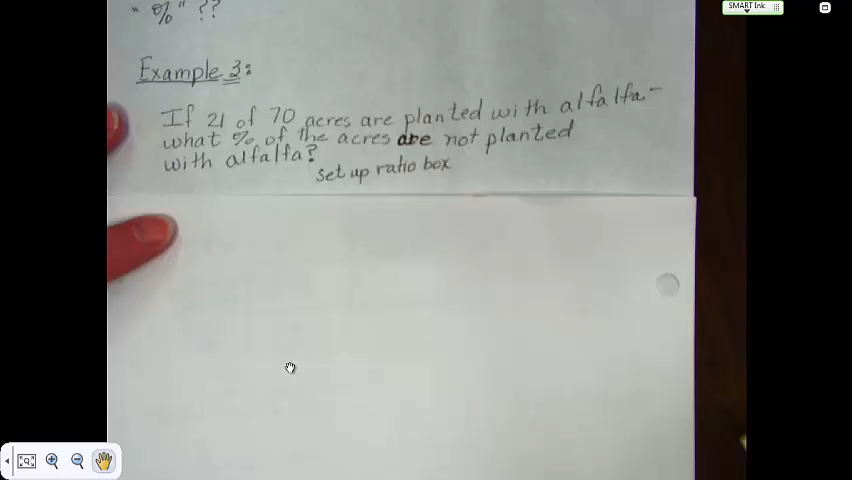 "%" ??
SMART Ink
Example 3:
If 21 of 70 acres are planted with alfalfa-
what % of the acres are not planted
with alfalfa?
set up ratio box